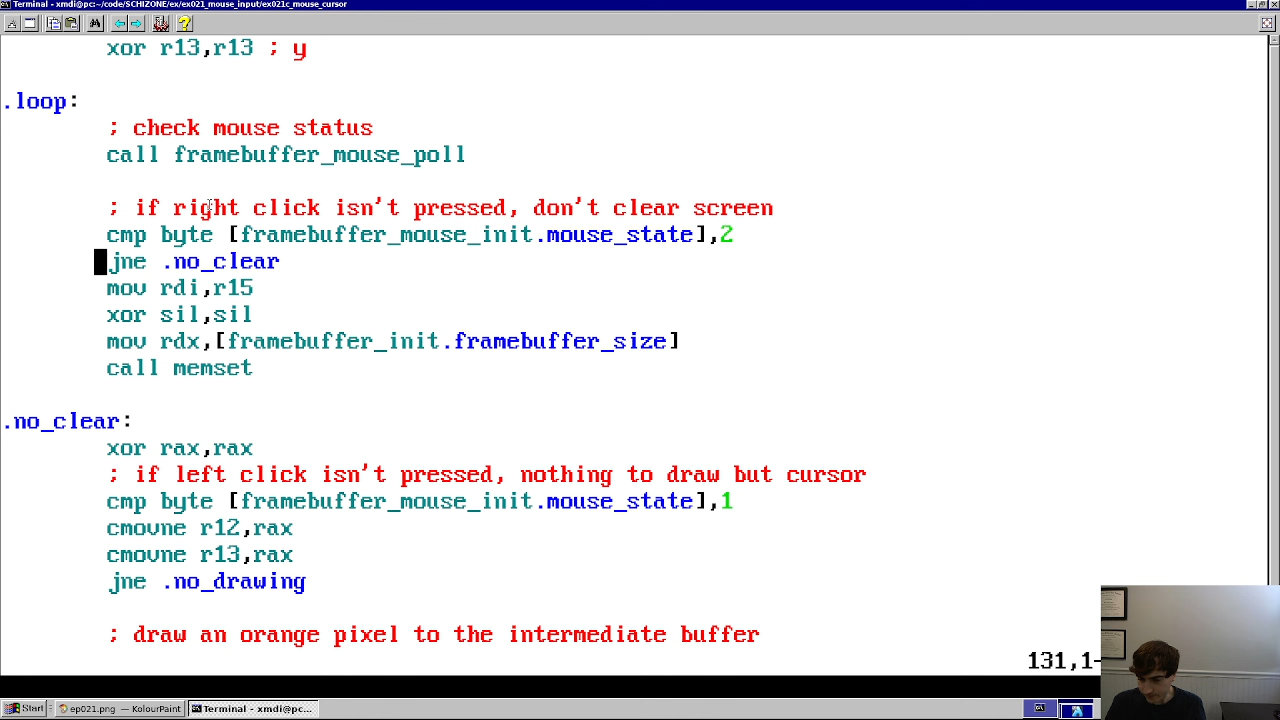 Terminal - xmdi@pc:~/code/SCHIZONE/ex/ex021_mouse_input/ex021c_mouse_cursor
xor r13,r13 ; y
.loop:
; check mouse status
call framebuffer_mouse_poll
; if right click isn't pressed, don't clear screen
cmp byte [framebuffer_mouse_init.mouse_state],2
jne .no_clear
mov rdi,r15
xor sil,sil
mov rdx,[framebuffer_init.framebuffer_size]
call memset
.no_clear:
xor rax,rax
; if left click isn't pressed, nothing to draw but cursor
cmp byte [framebuffer_mouse_init.mouse_state],1
cmovne r12,rax
cmovne r13,rax
jne .no_drawing
; draw an orange pixel to the intermediate buffer
131,1-
Start ep021.png — KolourPaint Terminal - xmdi@pc...